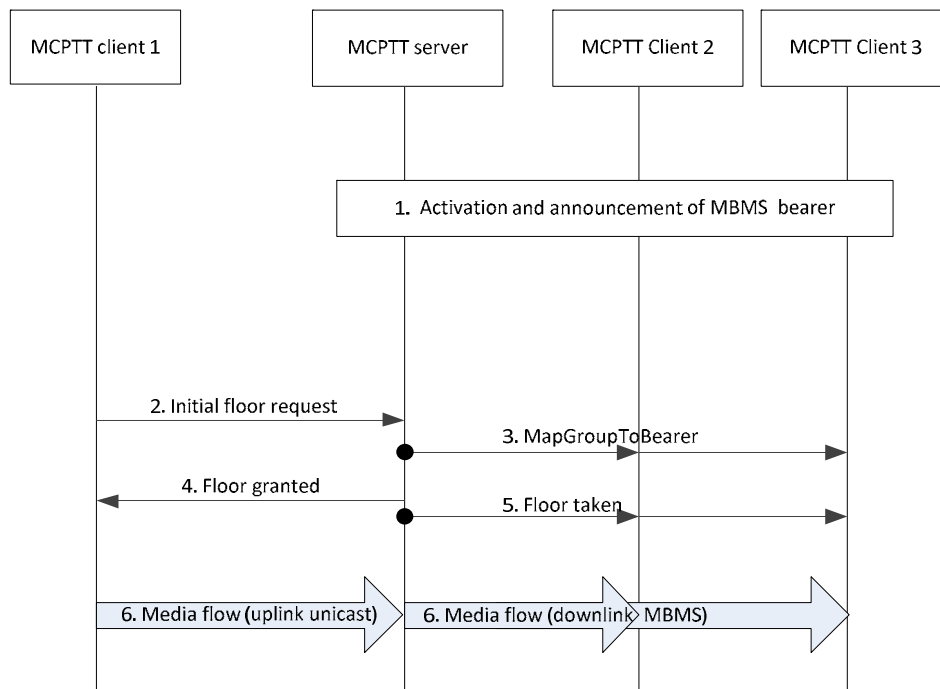 MCPTT client 1
MCPTT server
MCPTT Client 2
MCPTT Client 3
1. Activation and announcement of MBMS bearer
2. Initial floor request
3. MapGroupToBearer
4. Floor granted
5. Floor taken
6. Media flow (uplink unicast)
6. Media flow (downlink MBMS)